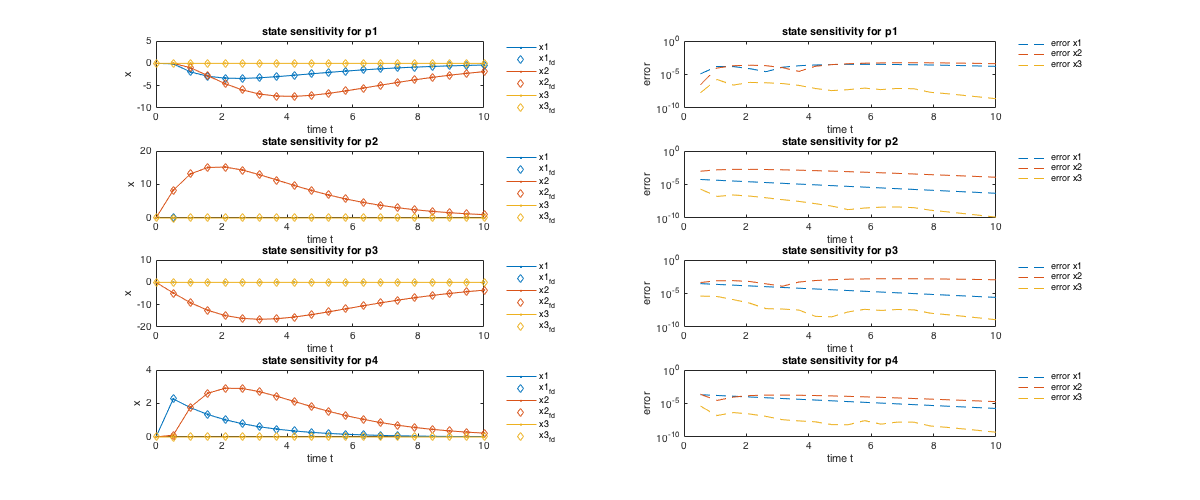 state sensitivity for p1
5
0
-5
-10
x
0 2 4 6 8 10
time t
x1
x1fd
x2
x2fd
x3
x3fd
state sensitivity for p1
10^0
10^-5
10^-10
error
0 2 4 6 8 10
time t
error x1
error x2
error x3
state sensitivity for p2
20
10
0
x
0 2 4 6 8 10
time t
x1
x1fd
x2
x2fd
x3
x3fd
state sensitivity for p2
10^0
10^-5
10^-10
error
0 2 4 6 8 10
time t
error x1
error x2
error x3
state sensitivity for p3
10
0
-10
-20
x
0 2 4 6 8 10
time t
x1
x1fd
x2
x2fd
x3
x3fd
state sensitivity for p3
10^0
10^-5
10^-10
error
0 2 4 6 8 10
time t
error x1
error x2
error x3
state sensitivity for p4
4
2
0
x
0 2 4 6 8 10
time t
x1
x1fd
x2
x2fd
x3
x3fd
state sensitivity for p4
10^0
10^-5
10^-10
error
0 2 4 6 8 10
time t
error x1
error x2
error x3